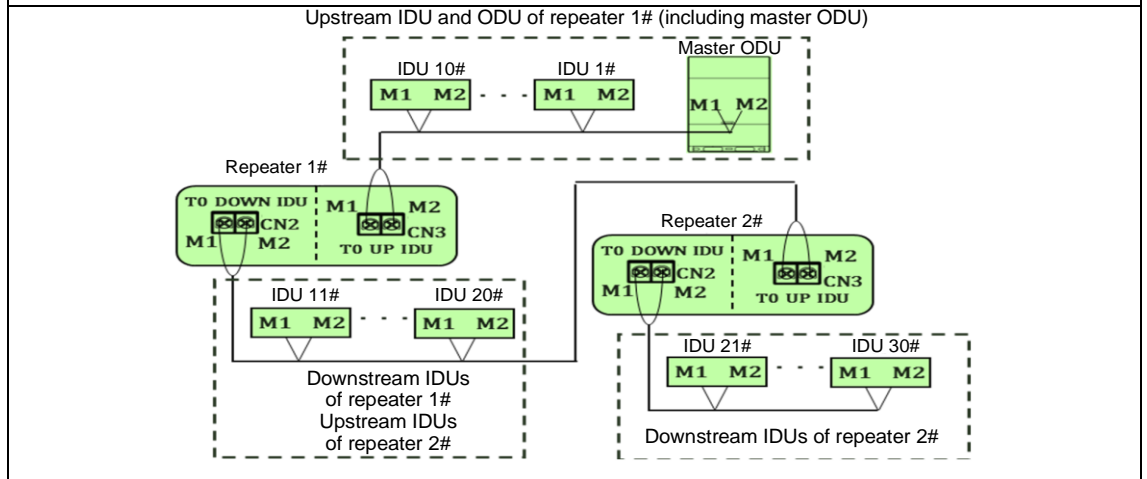 Upstream IDU and ODU of repeater 1# (including master ODU)
Master ODU
IDU 10#
IDU 1#
M1 M2 · · · M1 M2
M1 M2
Repeater 1#
TO DOWN IDU
CN2
M1 M2
M1 M2
CN3
TO UP IDU
Repeater 2#
TO DOWN IDU
CN2
M1 M2
M1 M2
CN3
TO UP IDU
IDU 11#
IDU 20#
M1 M2 · · · M1 M2
Downstream IDUs
of repeater 1#
Upstream IDUs
of repeater 2#
IDU 21#
IDU 30#
M1 M2 · · · M1 M2
Downstream IDUs of repeater 2#